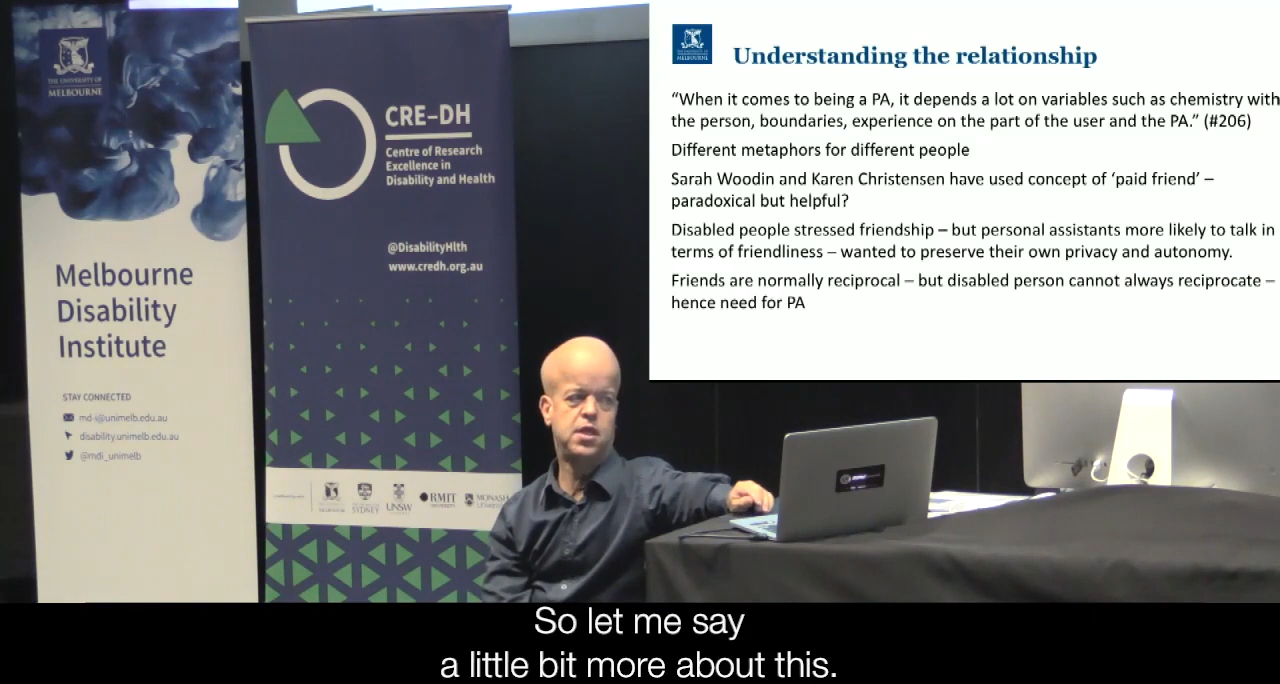 THE UNIVERSITY OF
MELBOURNE
Melbourne
Disability
Institute
STAY CONNECTED
md-i@unimelb.edu.au
disability.unimelb.edu.au
@mdi_unimelb
CRE-DH
Centre of Research
Excellence in
Disability and Health
@DisabilityHlth
www.credh.org.au
MELBOURNE
SYDNEY
UNSW
RMIT
UNIVERSITY
MONASH
Understanding the relationship
“When it comes to being a PA, it depends a lot on variables such as chemistry with
the person, boundaries, experience on the part of the user and the PA.” (#206)
Different metaphors for different people
Sarah Woodin and Karen Christensen have used concept of ‘paid friend’ –
paradoxical but helpful?
Disabled people stressed friendship – but personal assistants more likely to talk in
terms of friendliness – wanted to preserve their own privacy and autonomy.
Friends are normally reciprocal – but disabled person cannot always reciprocate –
hence need for PA
So let me say
a little bit more about this.